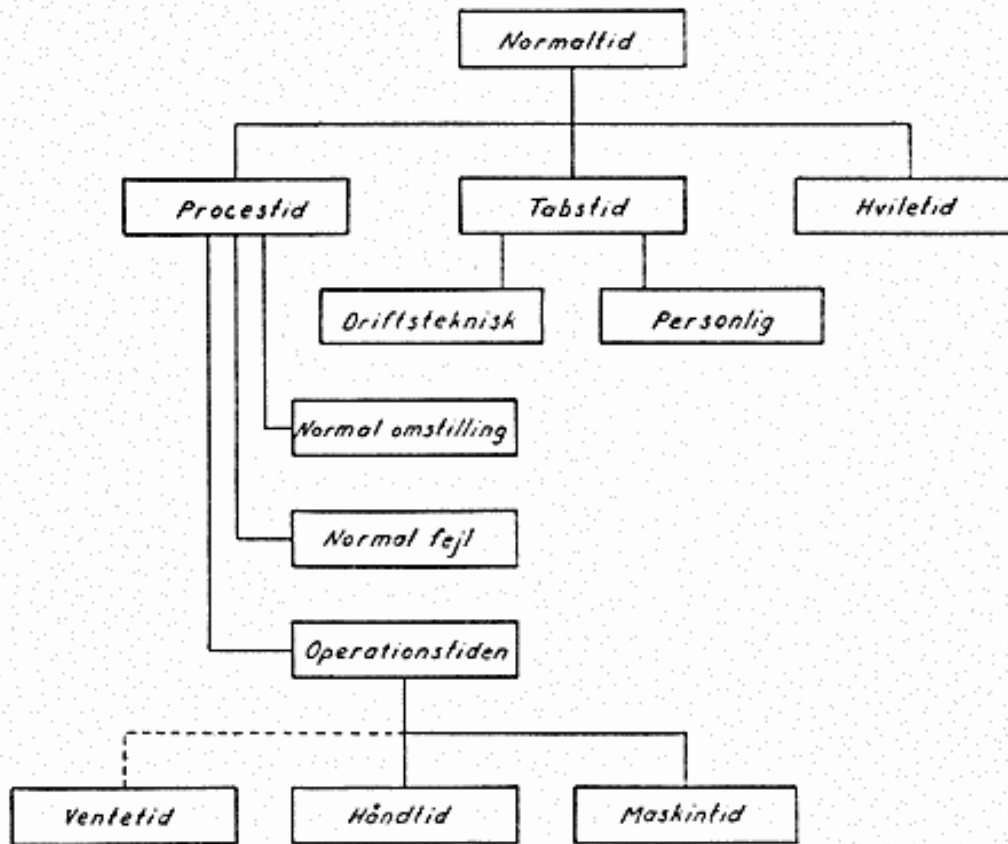 Normaltid
Procestid
Tabstid
Hviletid
Driftsteknisk
Personlig
Normal omstilling
Normal fejl
Operationstiden
Ventetid
Håndtid
Maskintid